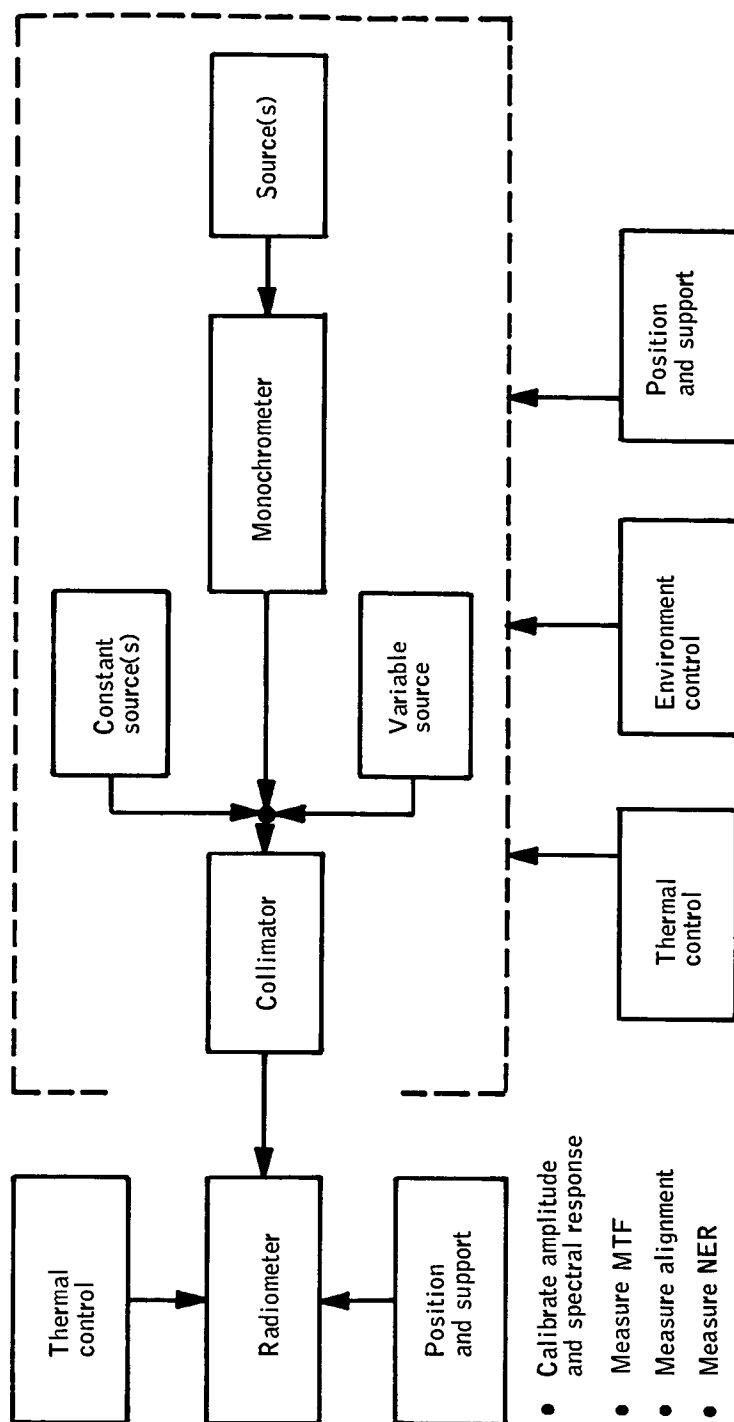 Thermal
control
Radiometer
Position
and support
Collimator
Constant
source(s)
Variable
source
Monochrometer
Source(s)
Thermal
control
Environment
control
Position
and support
● Calibrate amplitude
and spectral response
● Measure MTF
● Measure alignment
● Measure NER